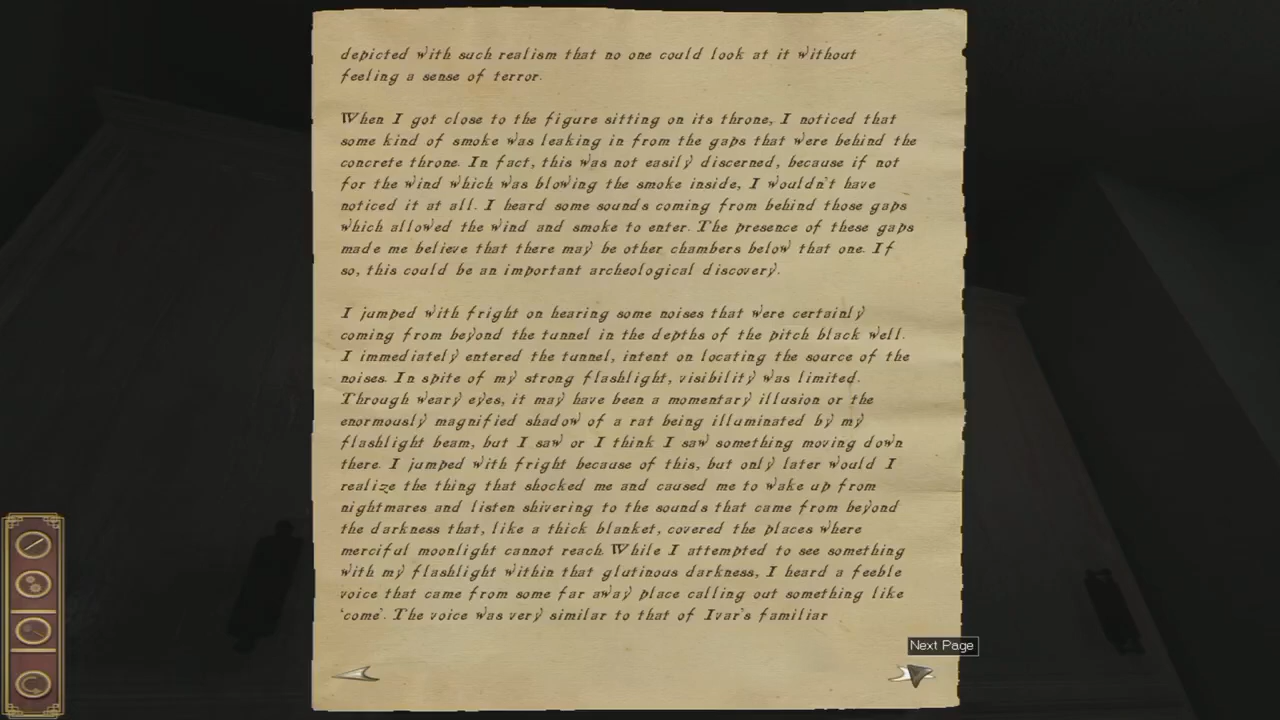 depicted with such realism that no one could look at it without
feeling a sense of terror.
When I got close to the figure sitting on its throne, I noticed that
some kind of smoke was leaking in from the gaps that were behind the
concrete throne. In fact, this was not easily discerned, because if not
for the wind which was blowing the smoke inside, I wouldn't have
noticed it at all. I heard some sounds coming from behind those gaps
which allowed the wind and smoke to enter. The presence of these gaps
made me believe that there may be other chambers below that one. If
so, this could be an important archeological discovery.
I jumped with fright on hearing some noises that were certainly
coming from beyond the tunnel in the depths of the pitch black well.
I immediately entered the tunnel, intent on locating the source of the
noises. In spite of my strong flashlight, visibility was limited.
Through weary eyes, it may have been a momentary illusion or the
enormously magnified shadow of a rat being illuminated by my
flashlight beam, but I saw or I think I saw something moving down
there. I jumped with fright because of this, but only later would I
realize the thing that shocked me and caused me to wake up from
nightmares and listen shivering to the sounds that came from beyond
the darkness that, like a thick blanket, covered the places where
merciful moonlight cannot reach. While I attempted to see something
with my flashlight within that glutinous darkness, I heard a feeble
voice that came from some far away place calling out something like
'come'. The voice was very similar to that of Ivar's familiar
Next Page